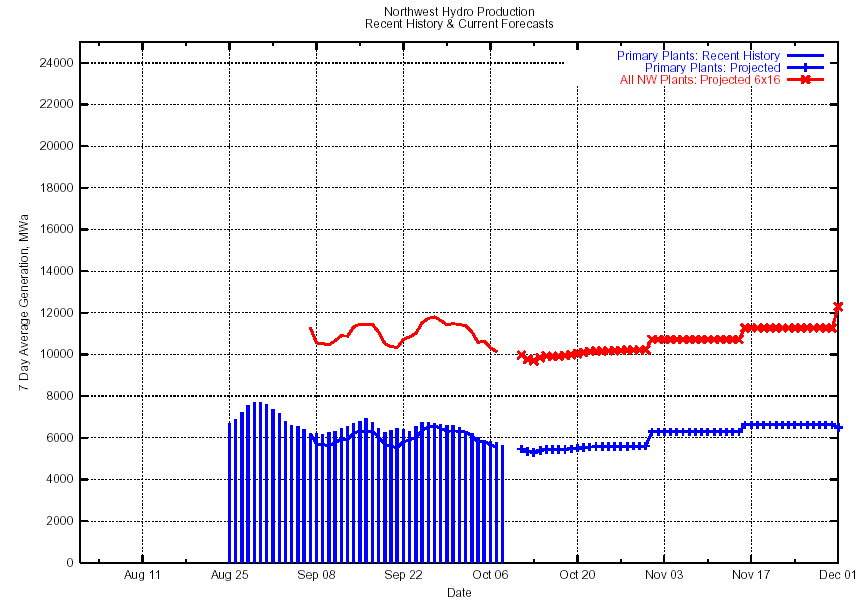 Northwest Hydro Production
Recent History & Current Forecasts
Primary Plants: Recent History
Primary Plants: Projected
All NW Plants: Projected 6x16
7 Day Average Generation, MWa
24000
22000
20000
18000
16000
14000
12000
10000
8000
6000
4000
2000
0
Aug 11 Aug 25 Sep 08 Sep 22 Oct 06 Oct 20 Nov 03 Nov 17 Dec 01
Date